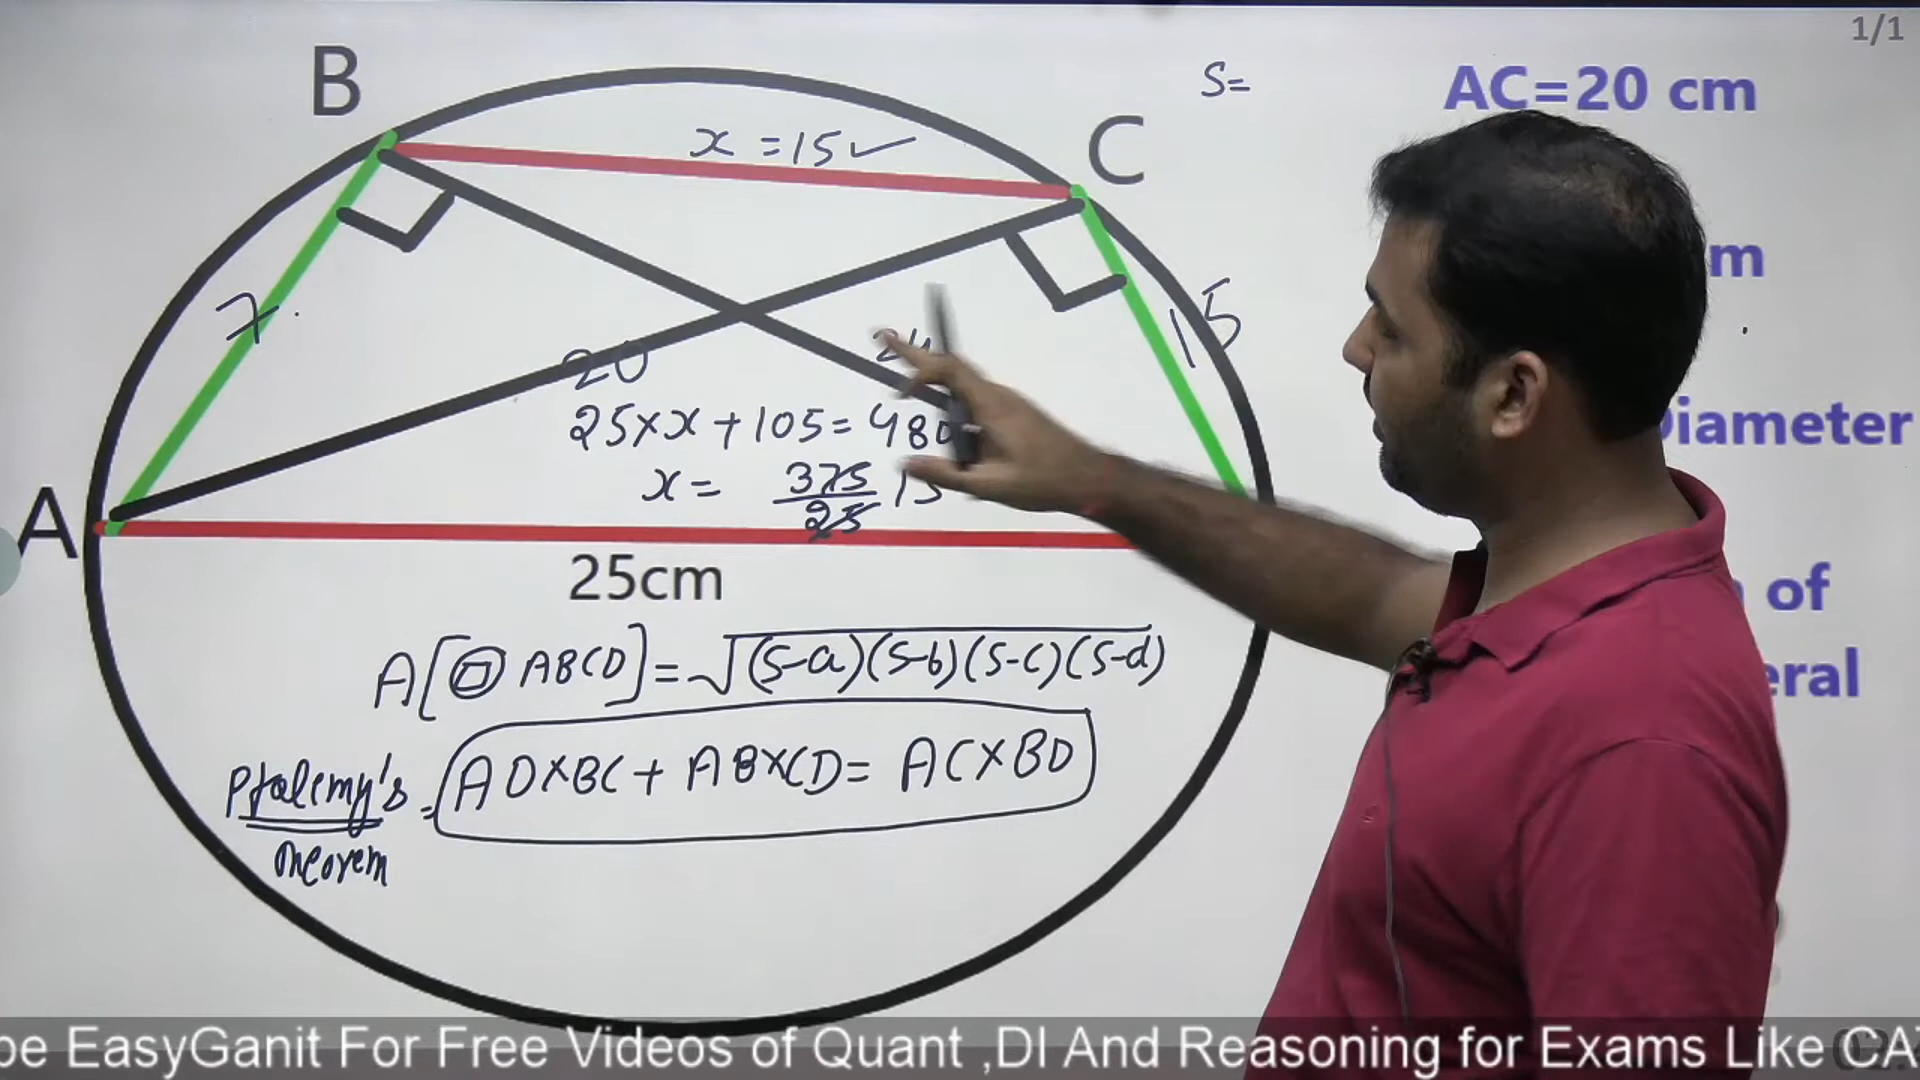 1/1
B
C
S=
AC=20 cm
x =15✓
m
7
15
20
24
25×x+105=480
x= 375/25 15
A
25cm
Diameter
of
eral
A[ABCD]=√(S-a)(S-b)(S-c)(S-d)
Ptolemy's
Theorem
=AD×BC+AB×CD=AC×BD
be EasyGanit For Free Videos of Quant ,DI And Reasoning for Exams Like CA